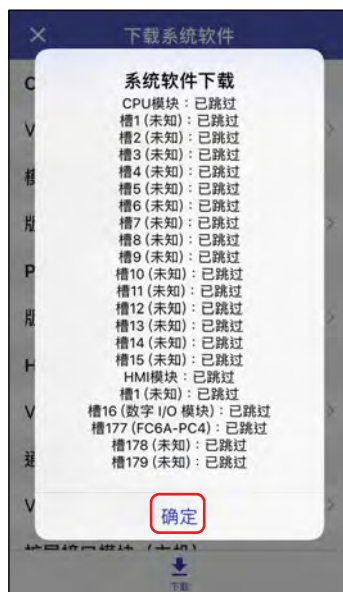 下载系统软件
系统软件下载
CPU模块：已跳过
槽1 (未知)：已跳过
槽2 (未知)：已跳过
槽3 (未知)：已跳过
槽4 (未知)：已跳过
槽5 (未知)：已跳过
槽6 (未知)：已跳过
槽7 (未知)：已跳过
槽8 (未知)：已跳过
槽9 (未知)：已跳过
槽10 (未知)：已跳过
槽11 (未知)：已跳过
槽12 (未知)：已跳过
槽13 (未知)：已跳过
槽14 (未知)：已跳过
槽15 (未知)：已跳过
HMI模块：已跳过
槽1 (未知)：已跳过
槽16 (数字 I/O 模块)：已跳过
槽177 (FC6A-PC4)：已跳过
槽178 (未知)：已跳过
槽179 (未知)：已跳过
确定
下载